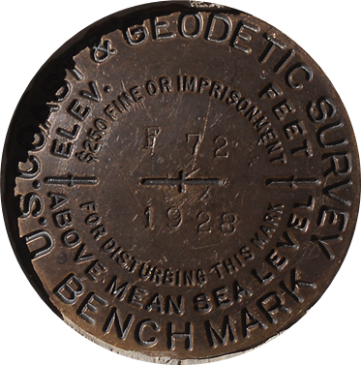 U.S. COAST & GEODETIC SURVEY
BENCH MARK
ELEV. FEET
ABOVE MEAN SEA LEVEL
$250 FINE OR IMPRISONMENT
FOR DISTURBING THIS MARK
F 72
1928